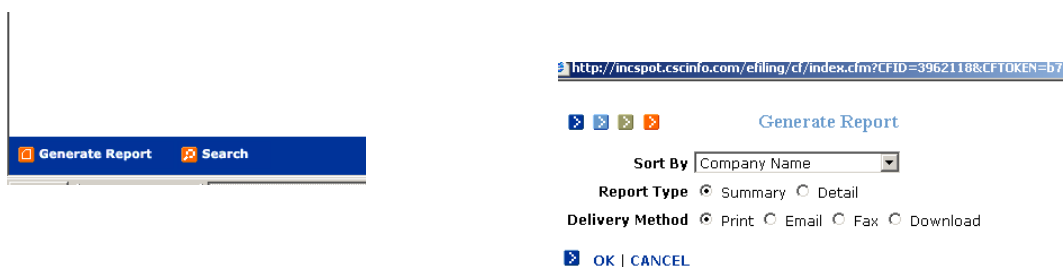 Generate Report Search
http://incspot.cscinfo.com/efiling/cf/index.cfm?CFID=3962118&CFTOKEN=b7
Generate Report
Sort By Company Name
Report Type Summary Detail
Delivery Method Print Email Fax Download
OK | CANCEL